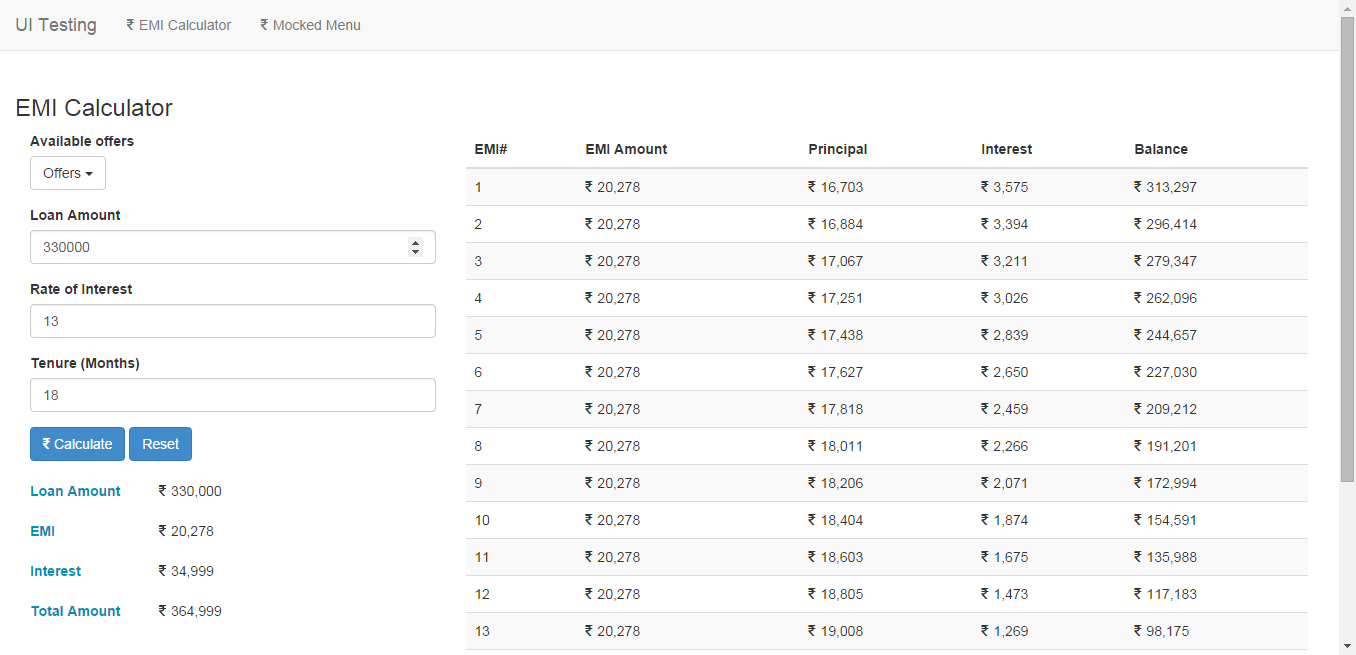 UI Testing ₹ EMI Calculator ₹ Mocked Menu
EMI Calculator
Available offers
Offers
Loan Amount
330000
Rate of Interest
13
Tenure (Months)
18
₹ Calculate Reset
Loan Amount ₹ 330,000
EMI ₹ 20,278
Interest ₹ 34,999
Total Amount ₹ 364,999
EMI# EMI Amount Principal Interest Balance
1 ₹ 20,278 ₹ 16,703 ₹ 3,575 ₹ 313,297
2 ₹ 20,278 ₹ 16,884 ₹ 3,394 ₹ 296,414
3 ₹ 20,278 ₹ 17,067 ₹ 3,211 ₹ 279,347
4 ₹ 20,278 ₹ 17,251 ₹ 3,026 ₹ 262,096
5 ₹ 20,278 ₹ 17,438 ₹ 2,839 ₹ 244,657
6 ₹ 20,278 ₹ 17,627 ₹ 2,650 ₹ 227,030
7 ₹ 20,278 ₹ 17,818 ₹ 2,459 ₹ 209,212
8 ₹ 20,278 ₹ 18,011 ₹ 2,266 ₹ 191,201
9 ₹ 20,278 ₹ 18,206 ₹ 2,071 ₹ 172,994
10 ₹ 20,278 ₹ 18,404 ₹ 1,874 ₹ 154,591
11 ₹ 20,278 ₹ 18,603 ₹ 1,675 ₹ 135,988
12 ₹ 20,278 ₹ 18,805 ₹ 1,473 ₹ 117,183
13 ₹ 20,278 ₹ 19,008 ₹ 1,269 ₹ 98,175